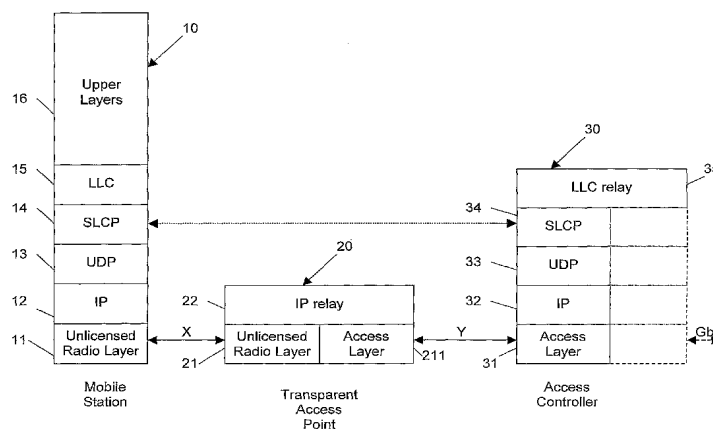 10
Upper
Layers
16
30
15
LLC
LLC relay
14
34
SLCP
SLCP
20
13
33
UDP
UDP
12
22
32
IP
IP relay
IP
11
X
Y
Gb
Unlicensed
Radio Layer
Unlicensed
Radio Layer
Access
Layer
Access
Layer
21
211
31
Mobile
Station
Transparent
Access
Point
Access
Controller